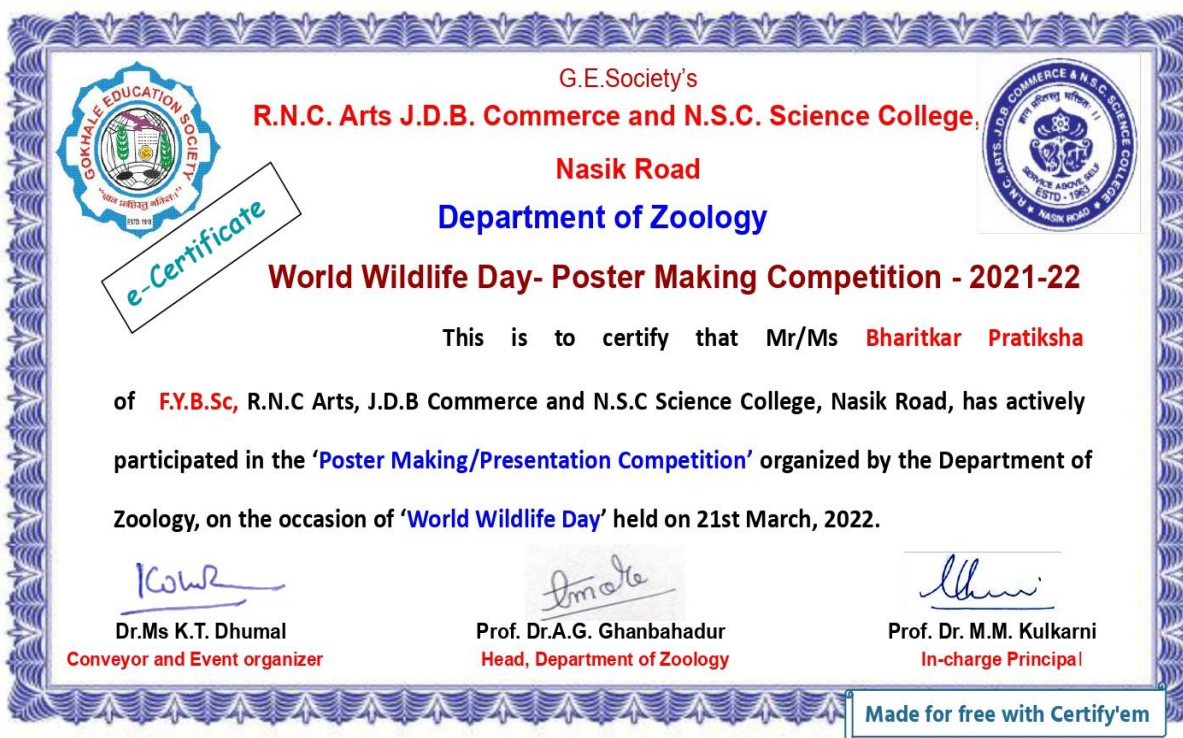 G.E.Society's
R.N.C. Arts J.D.B. Commerce and N.S.C. Science College,
Nasik Road
Department of Zoology
World Wildlife Day- Poster Making Competition - 2021-22
GOKHALE EDUCATION SOCIETY
ESTD. 1918
R.N.C. ARTS. J.D.B. COMMERCE & N.S.C. SCIENCE COLLEGE
SERVICE ABOVE SELF
ESTD - 1963
NASIK ROAD
e-Certificate
This is to certify that Mr/Ms Bharitkar Pratiksha
of F.Y.B.Sc, R.N.C Arts, J.D.B Commerce and N.S.C Science College, Nasik Road, has actively
participated in the ‘Poster Making/Presentation Competition’ organized by the Department of
Zoology, on the occasion of ‘World Wildlife Day’ held on 21st March, 2022.
Dr.Ms K.T. Dhumal
Conveyor and Event organizer
Prof. Dr.A.G. Ghanbahadur
Head, Department of Zoology
Prof. Dr. M.M. Kulkarni
In-charge Principal
Made for free with Certify'em